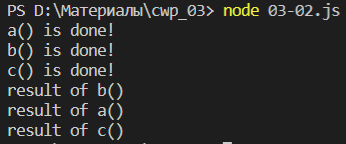 PS D:\Материалы\cwp_03> node 03-02.js
a() is done!
b() is done!
c() is done!
result of b()
result of a()
result of c()